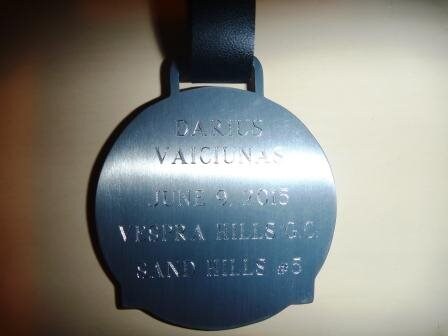 DARIUS
VAICIUNAS
JUNE 9, 2015
VESPRA HILLS G.C.
SAND HILLS #5